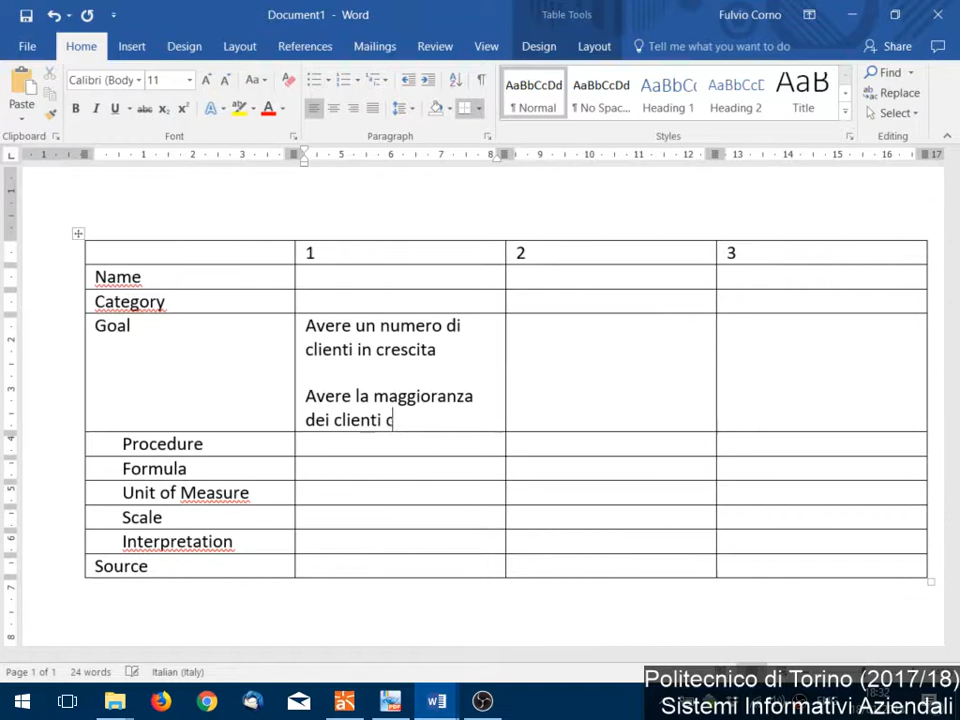 Document1 - Word
Table Tools
Fulvio Corno
File
Home
Insert
Design
Layout
References
Mailings
Review
View
Design
Layout
Tell me what you want to do
Share
Calibri (Body
11
Paste
Clipboard
Font
Paragraph
AaBbCcDd
¶ Normal
AaBbCcDd
¶ No Spac...
AaBbCc
Heading 1
AaBbCcD
Heading 2
AaB
Title
Styles
Find
Replace
Select
Editing
1 2 3
Name
Category
Goal
Avere un numero di
clienti in crescita
Avere la maggioranza
dei clienti c
Procedure
Formula
Unit of Measure
Scale
Interpretation
Source
Page 1 of 1
24 words
Italian (Italy)
Politecnico di Torino (2017/18)
Sistemi Informativi Aziendali